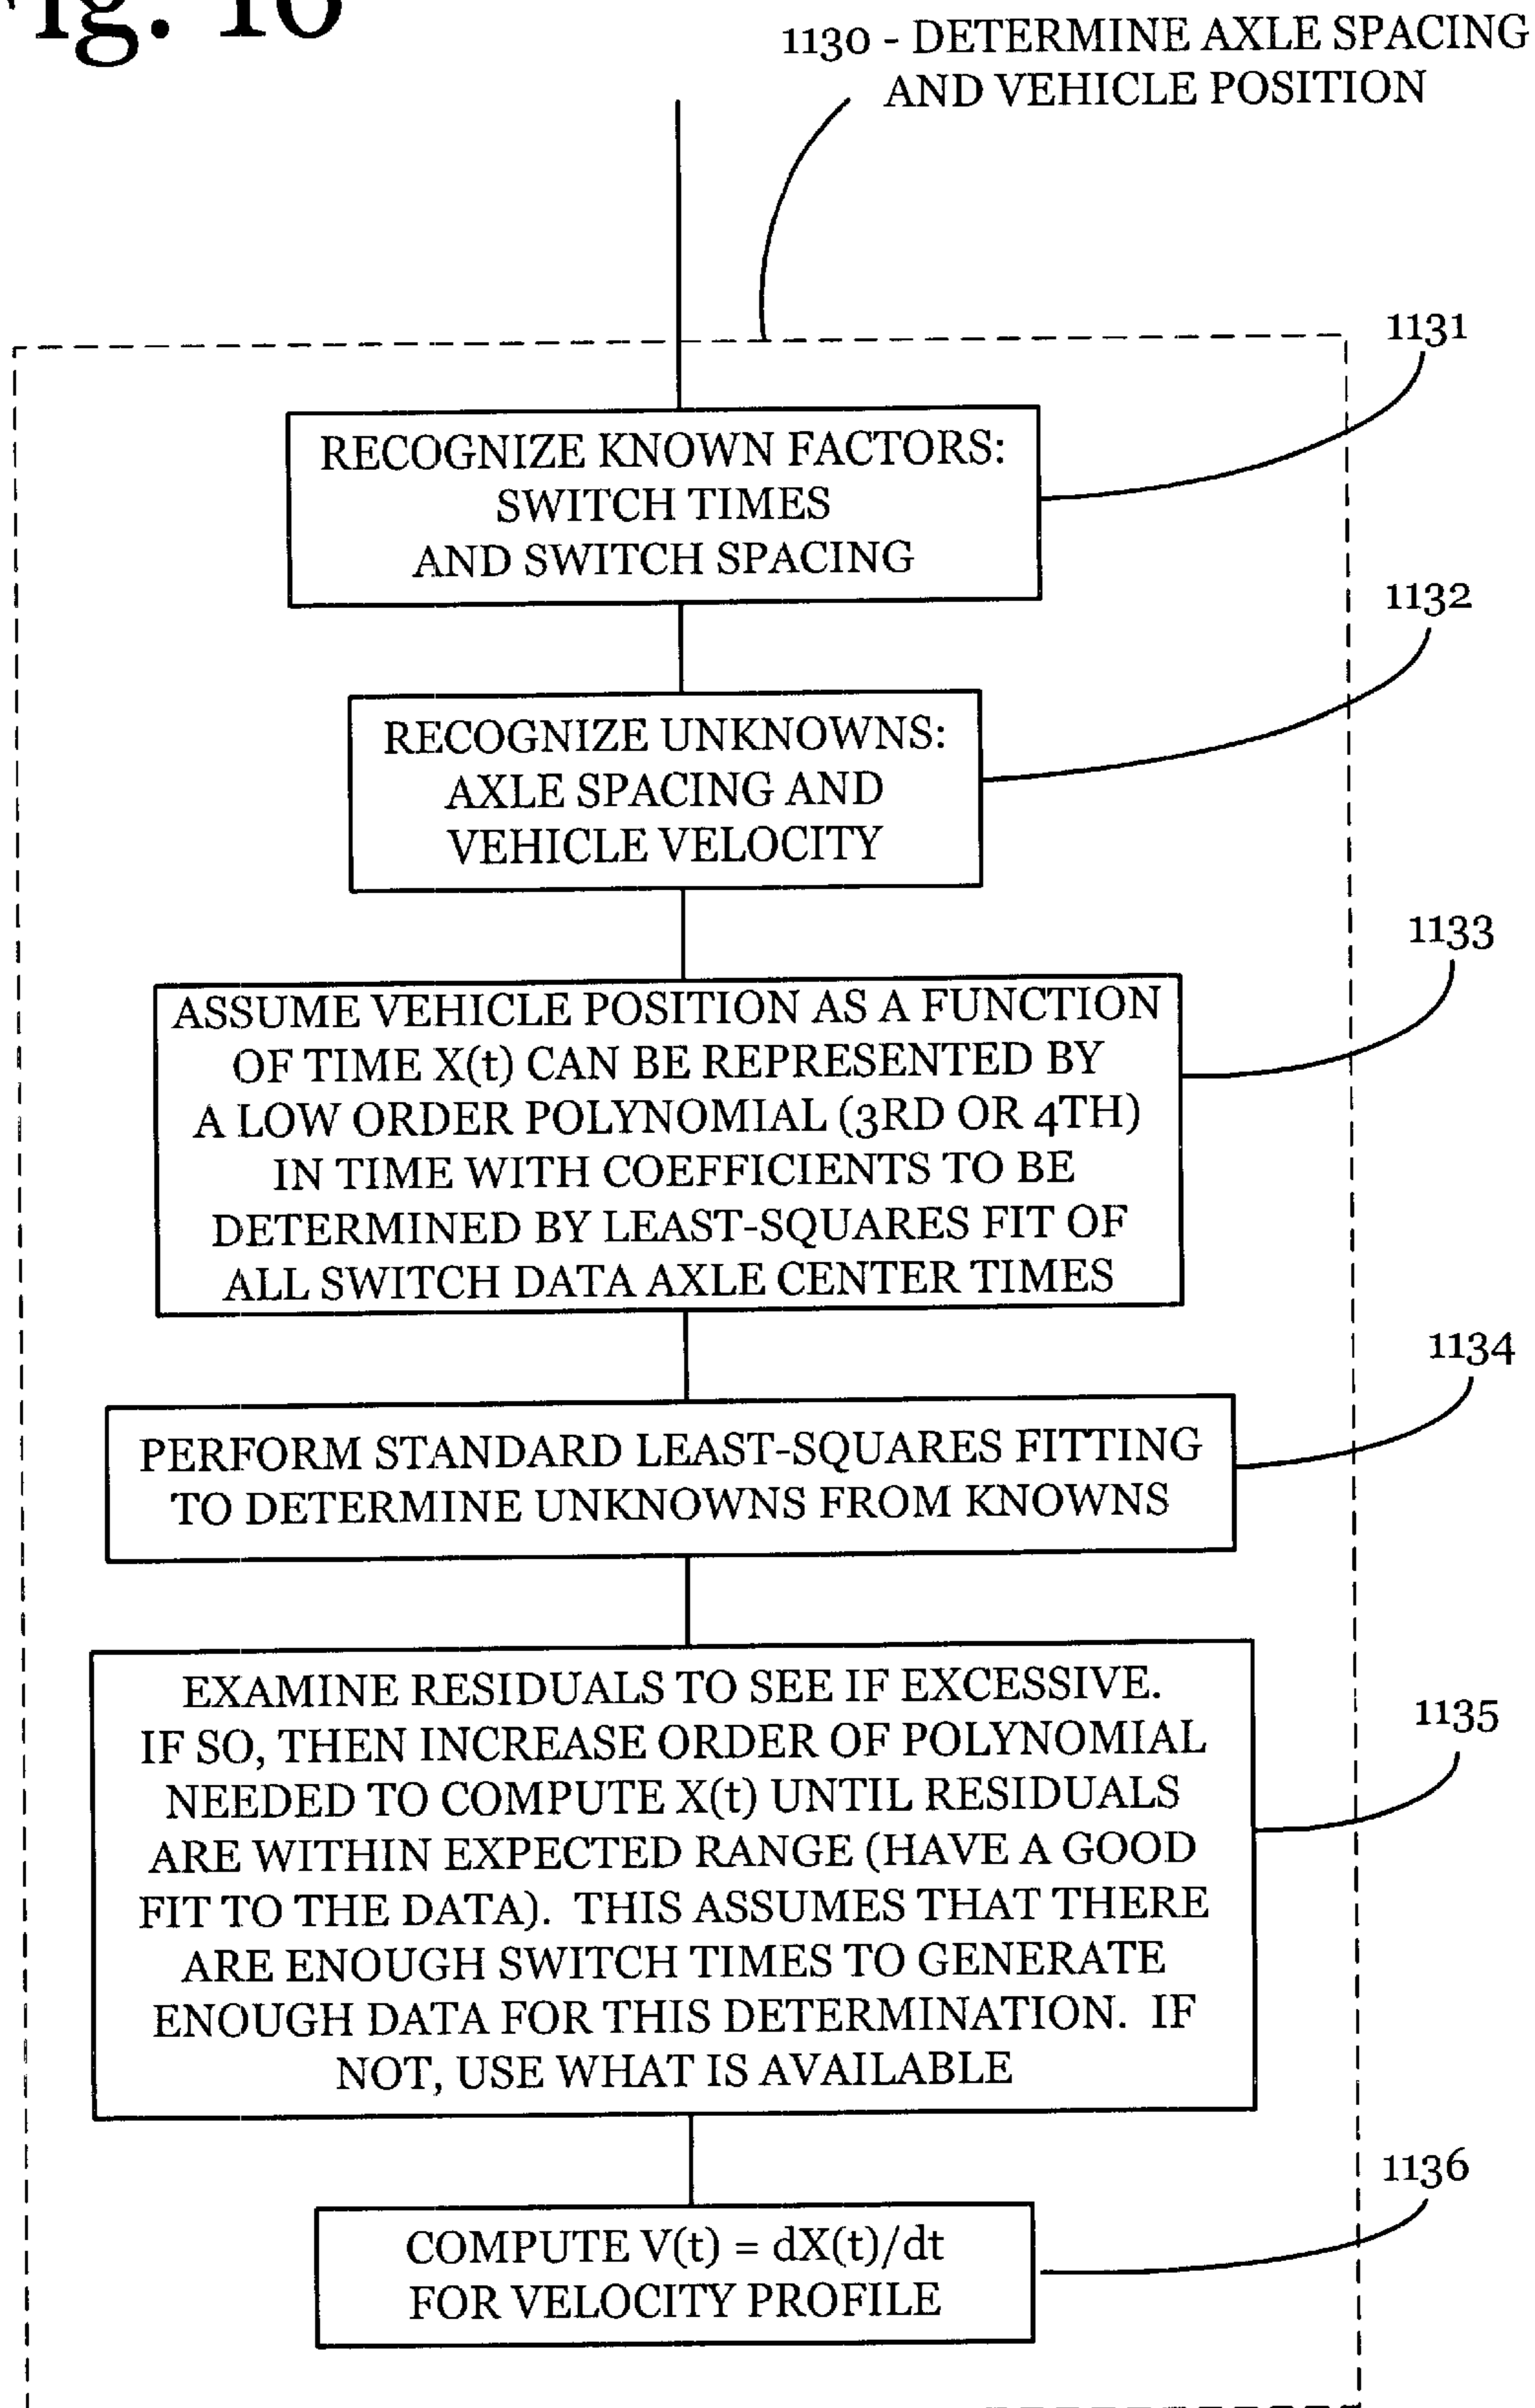 Fig. 16
1130 - DETERMINE AXLE SPACING
AND VEHICLE POSITION
1131
RECOGNIZE KNOWN FACTORS:
SWITCH TIMES
AND SWITCH SPACING
1132
RECOGNIZE UNKNOWNS:
AXLE SPACING AND
VEHICLE VELOCITY
1133
ASSUME VEHICLE POSITION AS A FUNCTION
OF TIME X(t) CAN BE REPRESENTED BY
A LOW ORDER POLYNOMIAL (3RD OR 4TH)
IN TIME WITH COEFFICIENTS TO BE
DETERMINED BY LEAST-SQUARES FIT OF
ALL SWITCH DATA AXLE CENTER TIMES
1134
PERFORM STANDARD LEAST-SQUARES FITTING
TO DETERMINE UNKNOWNS FROM KNOWNS
1135
EXAMINE RESIDUALS TO SEE IF EXCESSIVE.
IF SO, THEN INCREASE ORDER OF POLYNOMIAL
NEEDED TO COMPUTE X(t) UNTIL RESIDUALS
ARE WITHIN EXPECTED RANGE (HAVE A GOOD
FIT TO THE DATA). THIS ASSUMES THAT THERE
ARE ENOUGH SWITCH TIMES TO GENERATE
ENOUGH DATA FOR THIS DETERMINATION. IF
NOT, USE WHAT IS AVAILABLE
1136
COMPUTE V(t) = dX(t)/dt
FOR VELOCITY PROFILE